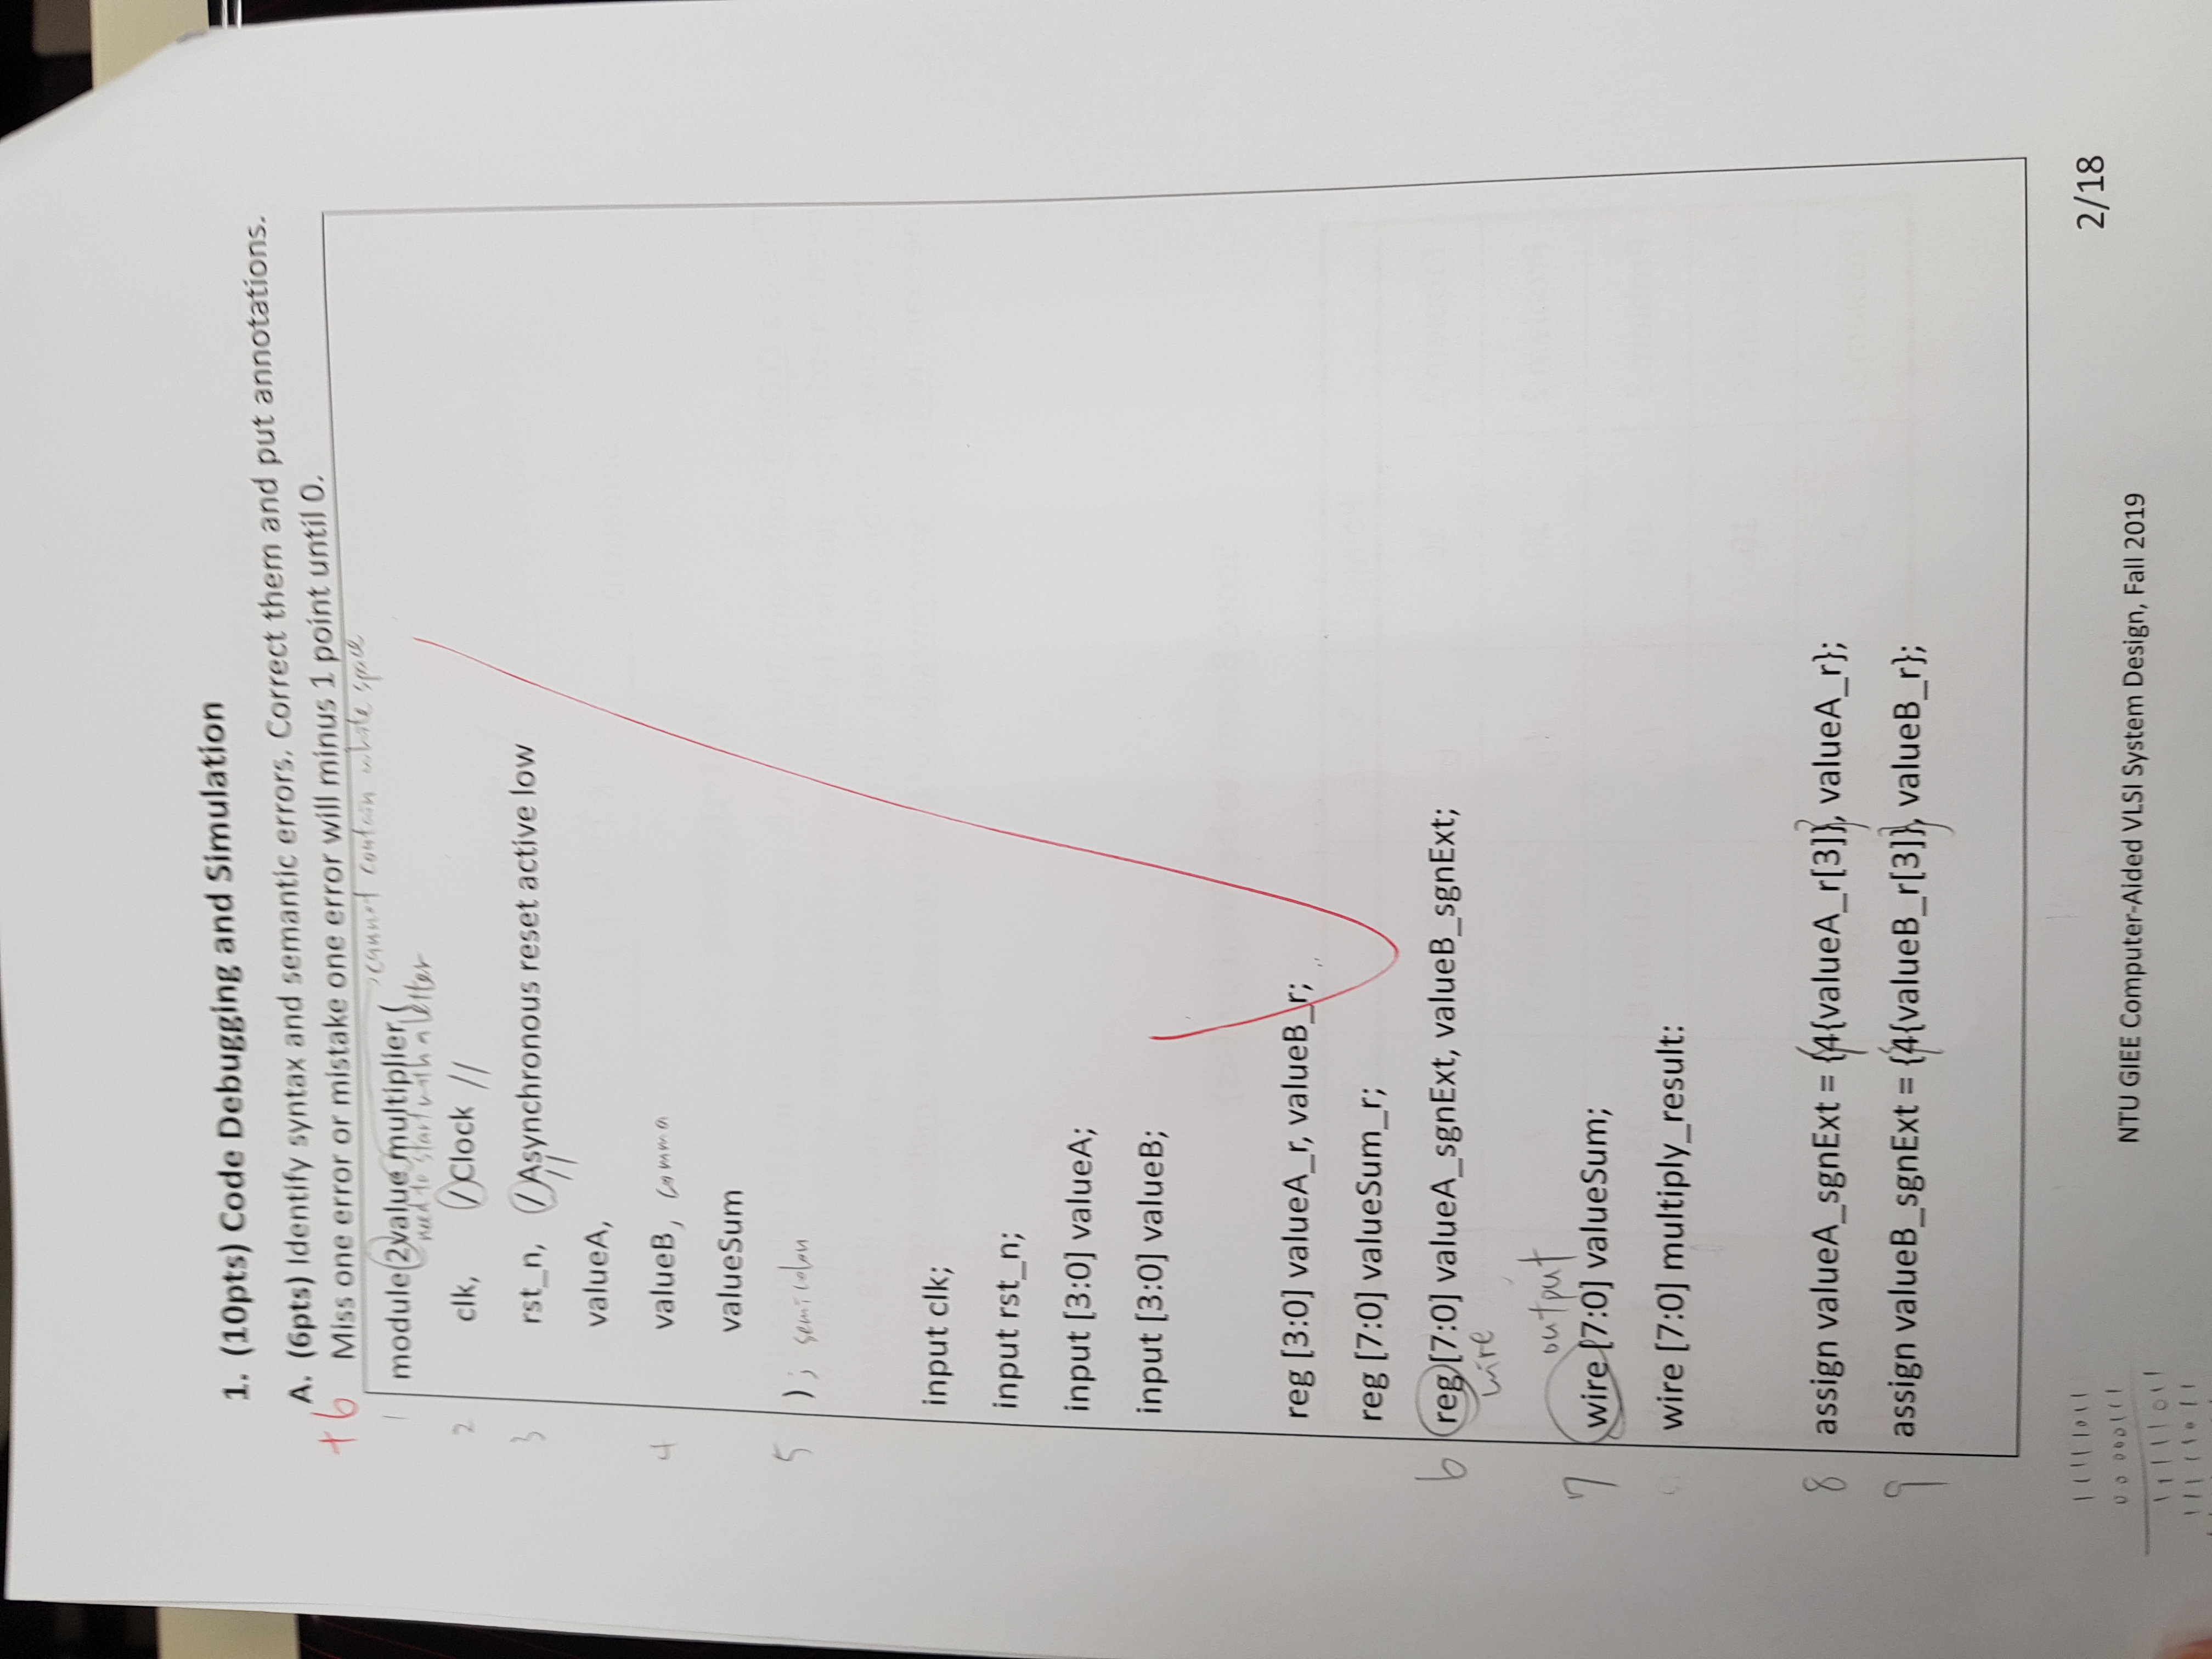 1. (10pts) Code Debugging and Simulation
A. (6pts) Identify syntax and semantic errors. Correct them and put annotations.
+6 Miss one error or mistake one error will minus 1 point until 0.
cannot contain white space
1 module 2value multiplier (
need to start with a letter
2 clk, /Clock //
3 rst_n, /Asynchronous reset active low
//
valueA,
4 valueB, comma
valueSum
5 ); semicolon
input clk;
input rst_n;
input [3:0] valueA;
input [3:0] valueB;
reg [3:0] valueA_r, valueB_r;
reg [7:0] valueSum_r;
6 reg [7:0] valueA_sgnExt, valueB_sgnExt;
wire
output
7 wire [7:0] valueSum;
wire [7:0] multiply_result:
8 assign valueA_sgnExt = {{4{valueA_r[3]}}, valueA_r};
9 assign valueB_sgnExt = {{4{valueB_r[3]}}, valueB_r};
2/18
11111011
00000111
NTU GIEE Computer-Aided VLSI System Design, Fall 2019
11111011
11111011